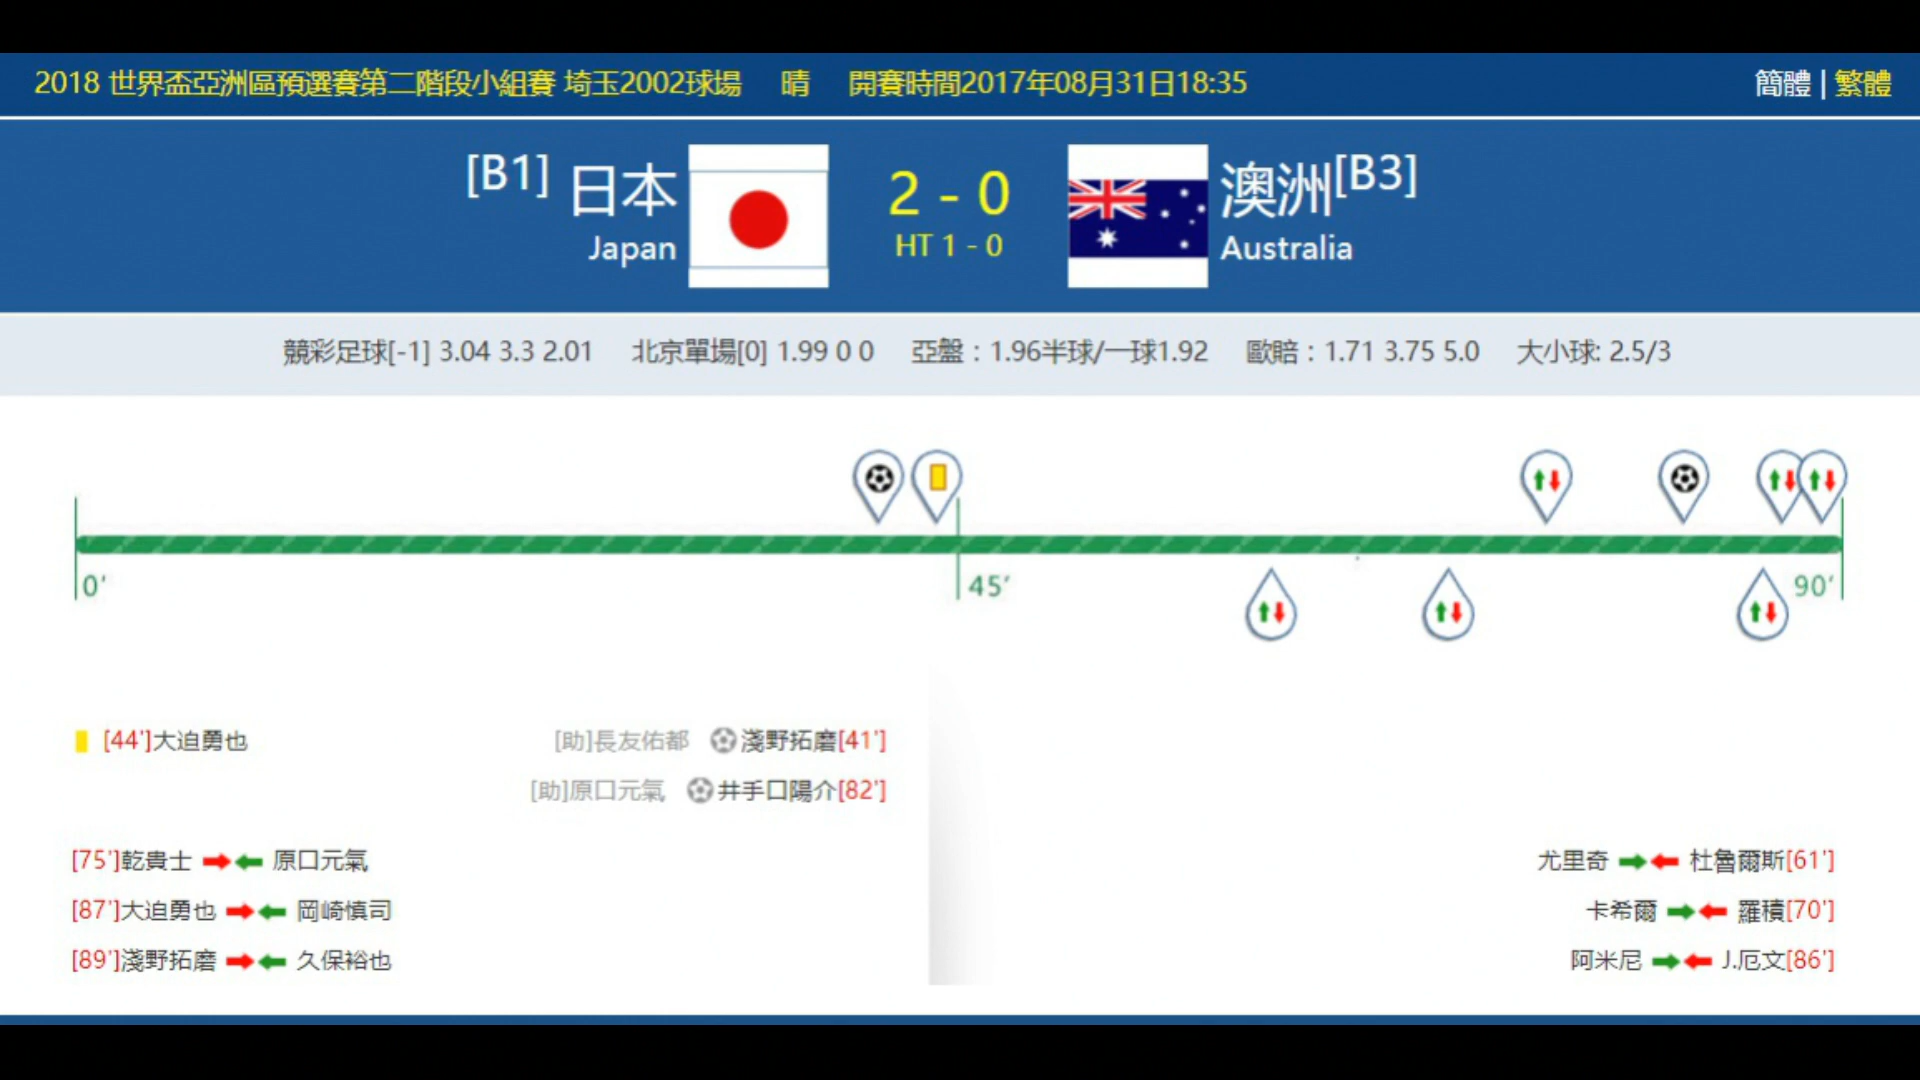 2018 世界盃亞洲區預選賽第二階段小組賽 埼玉2002球場 晴 開賽時間2017年08月31日18:35
簡體 | 繁體
[B1] 日本 2 - 0 澳洲[B3]
Japan HT 1 - 0 Australia
競彩足球[-1] 3.04 3.3 2.01 北京單場[0] 1.99 0 0 亞盤：1.96半球/一球1.92 歐賠：1.71 3.75 5.0 大小球: 2.5/3
0' 45' 90'
[44']大迫勇也 [助]長友佑都 淺野拓磨[41']
[助]原口元氣 井手口陽介[82']
[75']乾貴士 原口元氣 尤里奇 杜魯爾斯[61']
[87']大迫勇也 岡崎慎司 卡希爾 羅積[70']
[89']淺野拓磨 久保裕也 阿米尼 J.厄文[86']